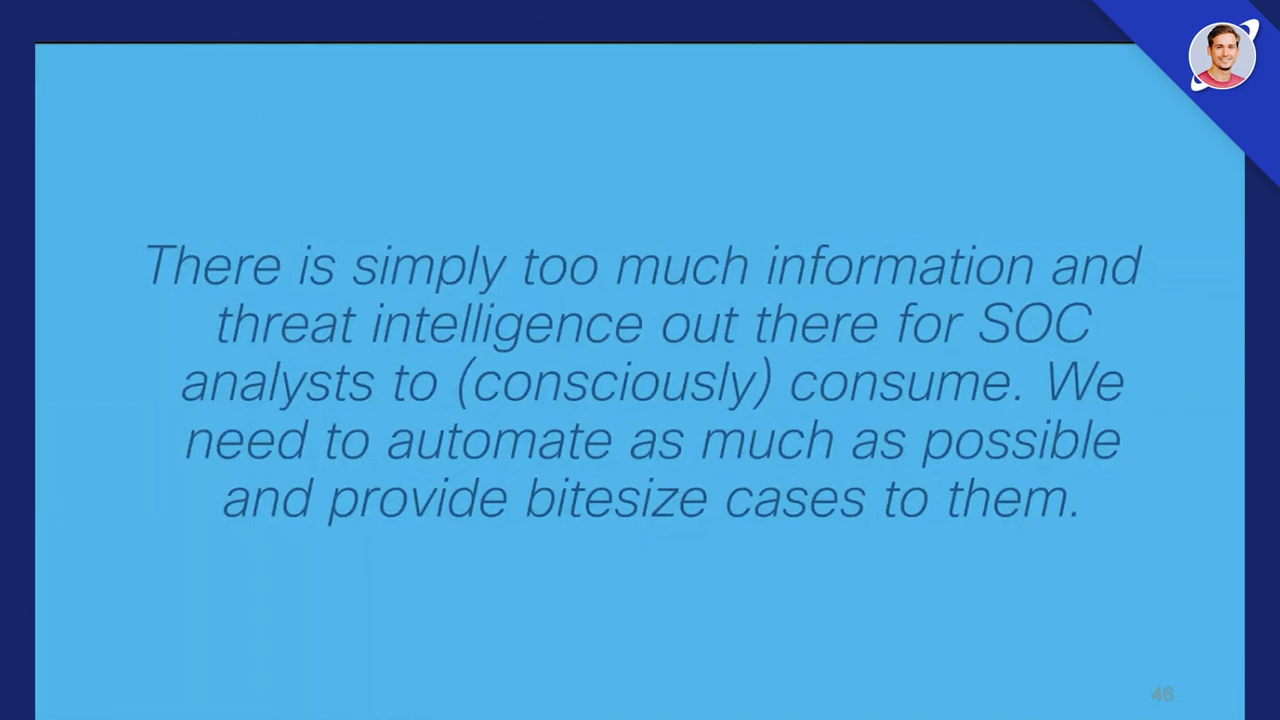 There is simply too much information and
threat intelligence out there for SOC
analysts to (consciously) consume. We
need to automate as much as possible
and provide bitesize cases to them.
46